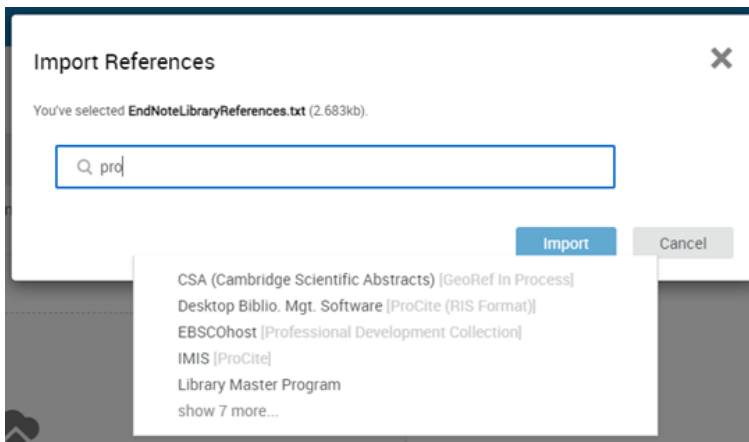 Import References
You've selected EndNoteLibraryReferences.txt (2.683kb).
pro
Import Cancel
CSA (Cambridge Scientific Abstracts) [GeoRef In Process]
Desktop Biblio. Mgt. Software [ProCite (RIS Format)]
EBSCOhost [Professional Development Collection]
IMIS [ProCite]
Library Master Program
show 7 more...